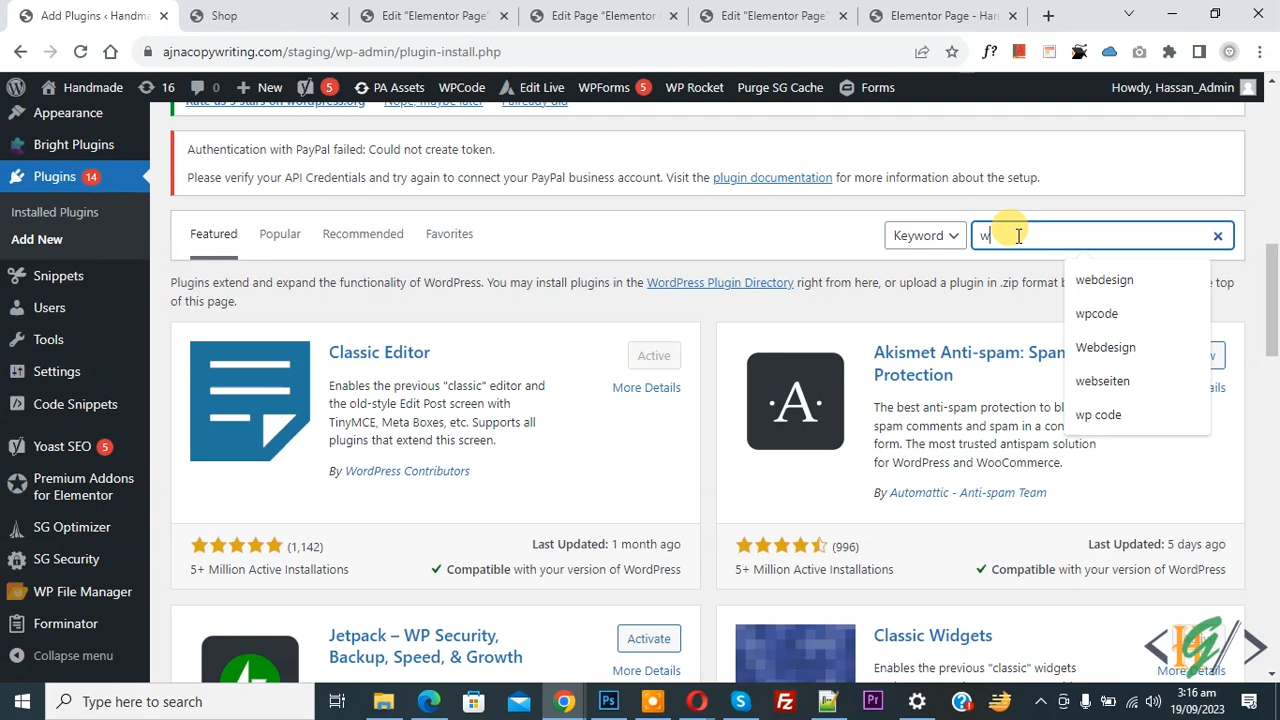 Add Plugins ‹ Handma
Shop
Edit "Elementor Page"
Edit Page "Elementor
Edit "Elementor Page"
Elementor Page - Han
ajnacopywriting.com/staging/wp-admin/plugin-install.php
f?
Handmade
16
0
New
5
PA Assets
WPCode
Edit Live
WPForms 5
WP Rocket
Purge SG Cache
Forms
Howdy, Hassan_Admin
Appearance
Bright Plugins
Plugins 14
Installed Plugins
Add New
Snippets
Users
Tools
Settings
Code Snippets
Yoast SEO 5
Premium Addons
for Elementor
SG Optimizer
SG Security
WP File Manager
Forminator
Collapse menu
Rate us 5 stars on wordpress.org
Nope, maybe later
I already did
Authentication with PayPal failed: Could not create token.
Please verify your API Credentials and try again to connect your PayPal business account. Visit the plugin documentation for more information about the setup.
Featured
Popular
Recommended
Favorites
Keyword
w
webdesign
wpcode
Webdesign
webseiten
wp code
Plugins extend and expand the functionality of WordPress. You may install plugins in the WordPress Plugin Directory right from here, or upload a plugin in .zip format
e top
of this page.
Classic Editor
Active
More Details
Enables the previous "classic" editor and
the old-style Edit Post screen with
TinyMCE, Meta Boxes, etc. Supports all
plugins that extend this screen.
By WordPress Contributors
(1,142)
5+ Million Active Installations
Last Updated: 1 month ago
Compatible with your version of WordPress
Akismet Anti-spam: Spam
Protection
w
ails
The best anti-spam protection to bl
spam comments and spam in a con
form. The most trusted antispam solution
for WordPress and WooCommerce.
By Automattic - Anti-spam Team
(996)
5+ Million Active Installations
Last Updated: 5 days ago
Compatible with your version of WordPress
Jetpack – WP Security,
Backup, Speed, & Growth
Activate
More Details
Classic Widgets
Enables the previous "classic" widgets
More Details
Type here to search
3:16 am
19/09/2023